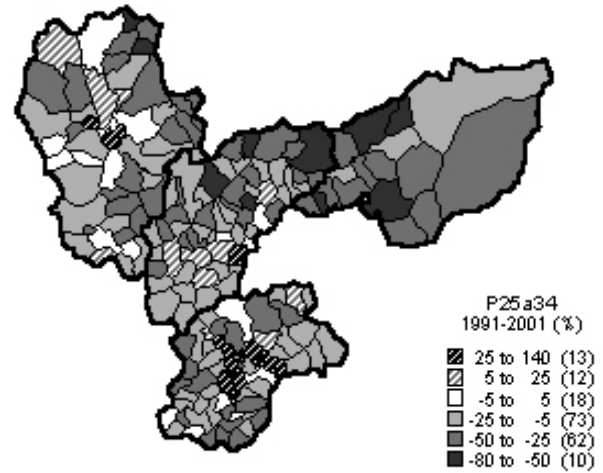 P25a34
1991-2001 (%)
25 to 140 (13)
5 to 25 (12)
-5 to 5 (18)
-25 to -5 (73)
-50 to -25 (62)
-80 to -50 (10)